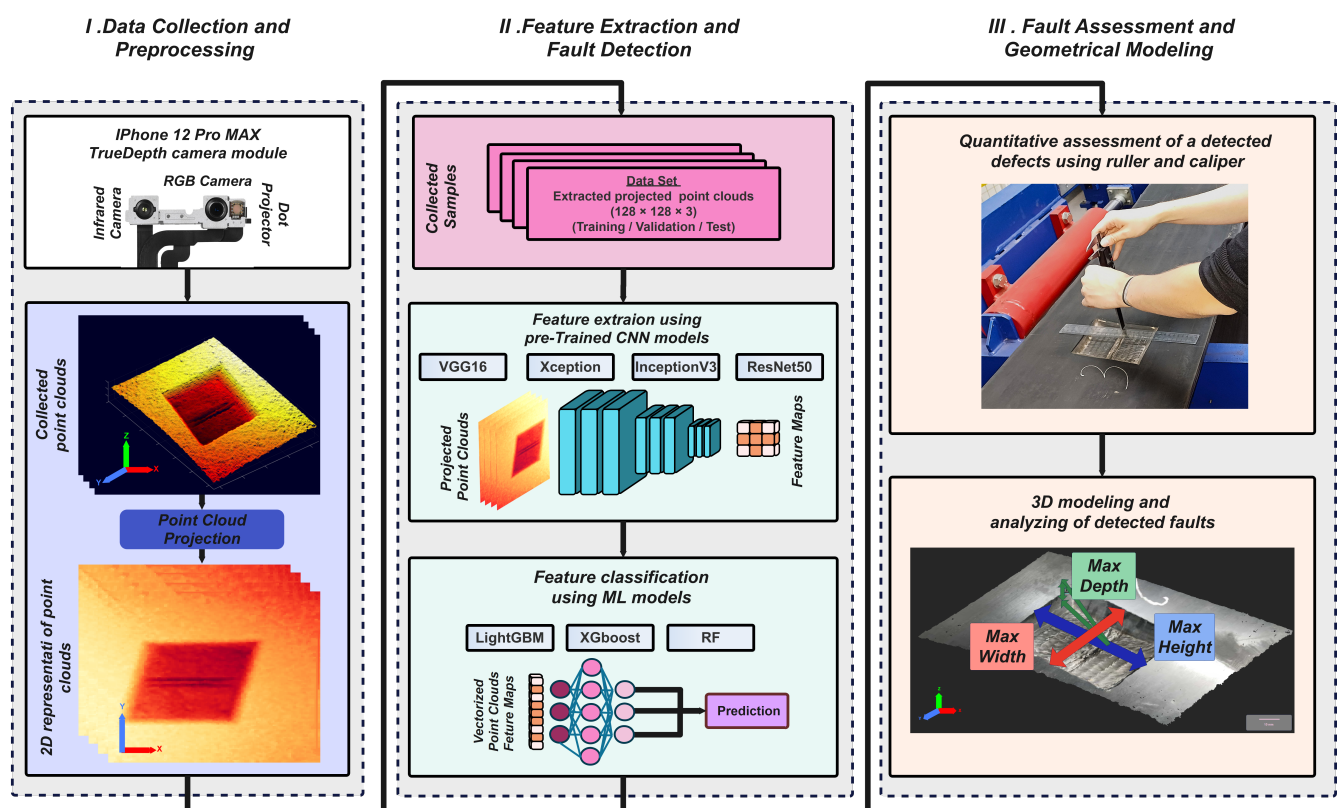 I .Data Collection and
Preprocessing
IPhone 12 Pro MAX
TrueDepth camera module
RGB Camera
Infrared
Camera
Dot
Projector
Collected
point clouds
Z
X
Y
Point Cloud
Projection
2D representati of point
clouds
Y
X
II .Feature Extraction and
Fault Detection
Collected
Samples
Data Set
Extracted projected point clouds
(128 × 128 × 3)
(Training / Validation / Test)
Feature extraion using
pre-Trained CNN models
VGG16
Xception
InceptionV3
ResNet50
Projected
Point Clouds
Feature Maps
Feature classification
using ML models
LightGBM
XGboost
RF
Vectorized
Point Clouds
Feture Maps
Prediction
III . Fault Assessment and
Geometrical Modeling
Quantitative assessment of a detected
defects using ruller and caliper
3D modeling and
analyzing of detected faults
Max
Depth
Max
Width
Max
Height